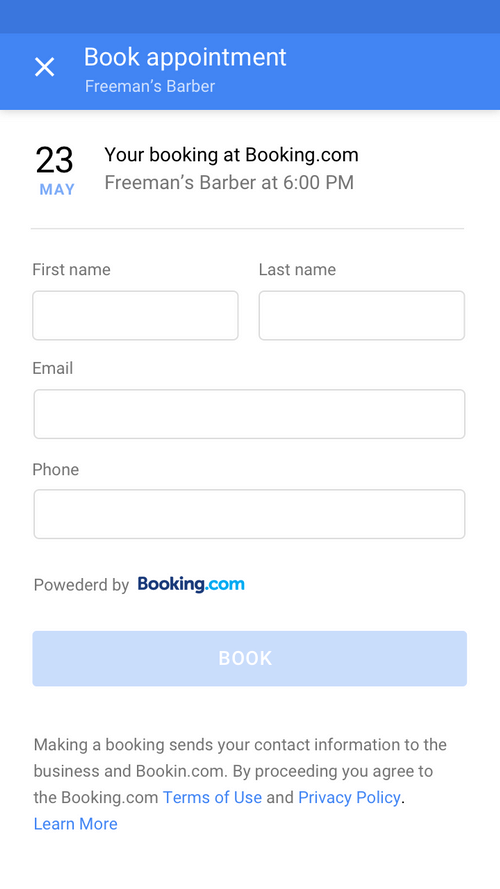 Book appointment
Freeman's Barber
23
MAY
Your booking at Booking.com
Freeman's Barber at 6:00 PM
First name
Last name
Email
Phone
Powederd by Booking.com
BOOK
Making a booking sends your contact information to the
business and Bookin.com. By proceeding you agree to
the Booking.com Terms of Use and Privacy Policy.
Learn More